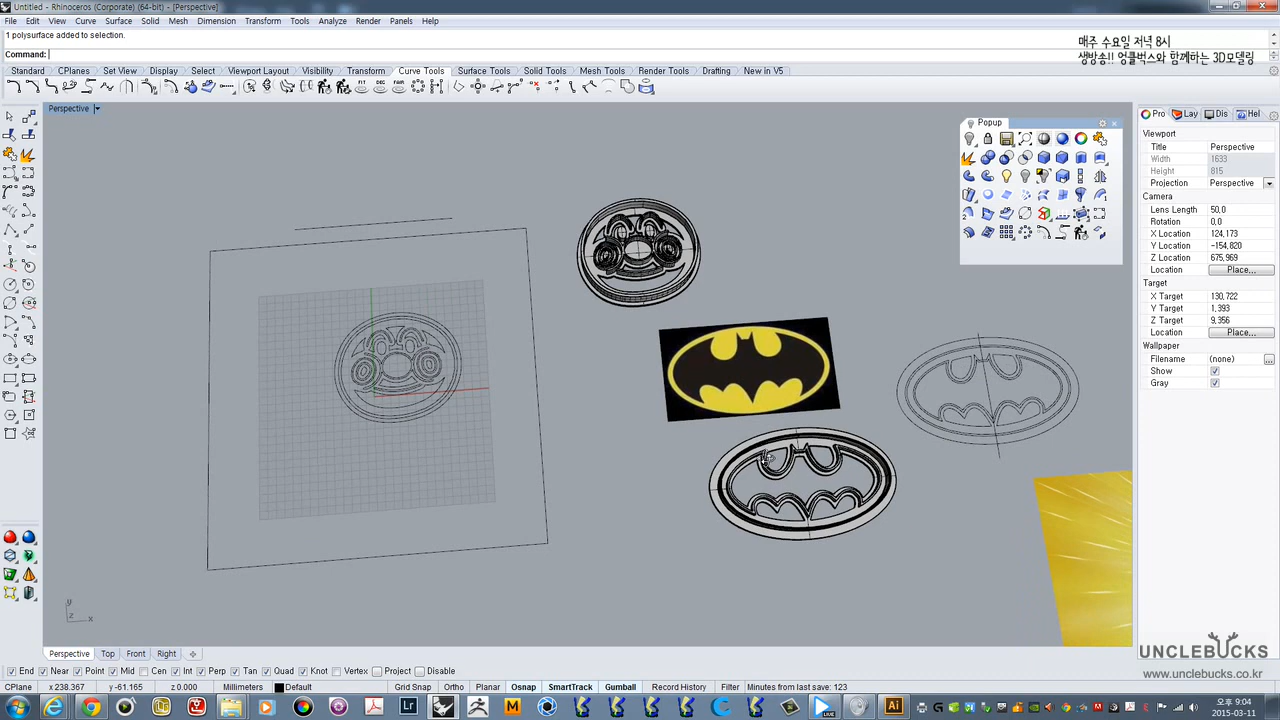 Untitled - Rhinoceros (Corporate) (64-bit) - [Perspective]
File Edit View Curve Surface Solid Mesh Dimension Transform Tools Analyze Render Panels Help
1 polysurface added to selection.
매주 수요일 저녁 8시
Command:
생방송!! 엉클벅스와 함께하는 3D모델링
Standard CPlanes Set View Display Select Viewport Layout Visibility Transform Curve Tools Surface Tools Solid Tools Mesh Tools Render Tools Drafting New in V5
Perspective
Popup
Pro Lay Dis Hel
Viewport
Title Perspective
Width 1633
Height 815
Projection Perspective
Camera
Lens Length 50,0
Rotation 0,0
X Location 124,173
Y Location -154,820
Z Location 675,969
Location Place...
Target
X Target 130,722
Y Target 1,393
Z Target 9,356
Location Place...
Wallpaper
Filename (none) ...
Show
Gray
y
z x
Perspective Top Front Right
UNCLEBUCKS
www.unclebucks.co.kr
End Near Point Mid Cen Int Perp Tan Quad Knot Vertex Project Disable
CPlane x 238.367 y -61.165 z 0.000 Millimeters Default Grid Snap Ortho Planar Osnap SmartTrack Gumball Record History Filter Minutes from last save: 123
Lr M LIVE Ai
오후 9:04
2015-03-11